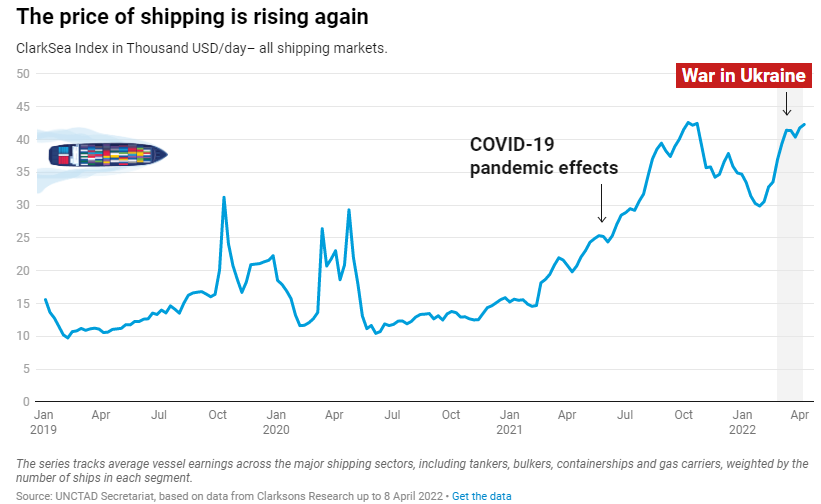 The price of shipping is rising again
ClarkSea Index in Thousand USD/day– all shipping markets.
50
War in Ukraine
45
40
COVID-19
pandemic effects
35
30
25
20
15
10
5
0
Jan Apr Jul Oct Jan Apr Jul Oct Jan Apr Jul Oct Jan Apr
2019 2020 2021 2022
The series tracks average vessel earnings across the major shipping sectors, including tankers, bulkers, containerships and gas carriers, weighted by the
number of ships in each segment.
Source: UNCTAD Secretariat, based on data from Clarksons Research up to 8 April 2022 • Get the data